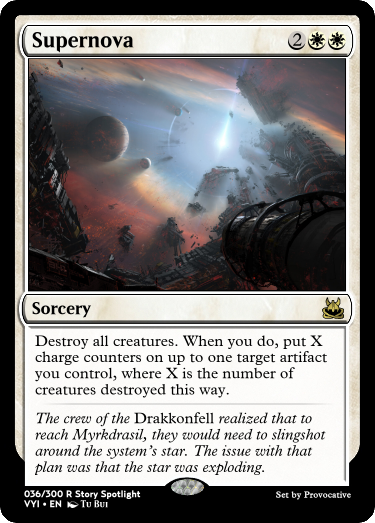 Supernova 2
Sorcery
Destroy all creatures. When you do, put X
charge counters on up to one target artifact
you control, where X is the number of
creatures destroyed this way.
The crew of the Drakkonfell realized that to
reach Myrkdrasil, they would need to slingshot
around the system's star. The issue with that
plan was that the star was exploding.
036/300 R Story Spotlight
VYI • EN Tu Bui
Set by Provocative